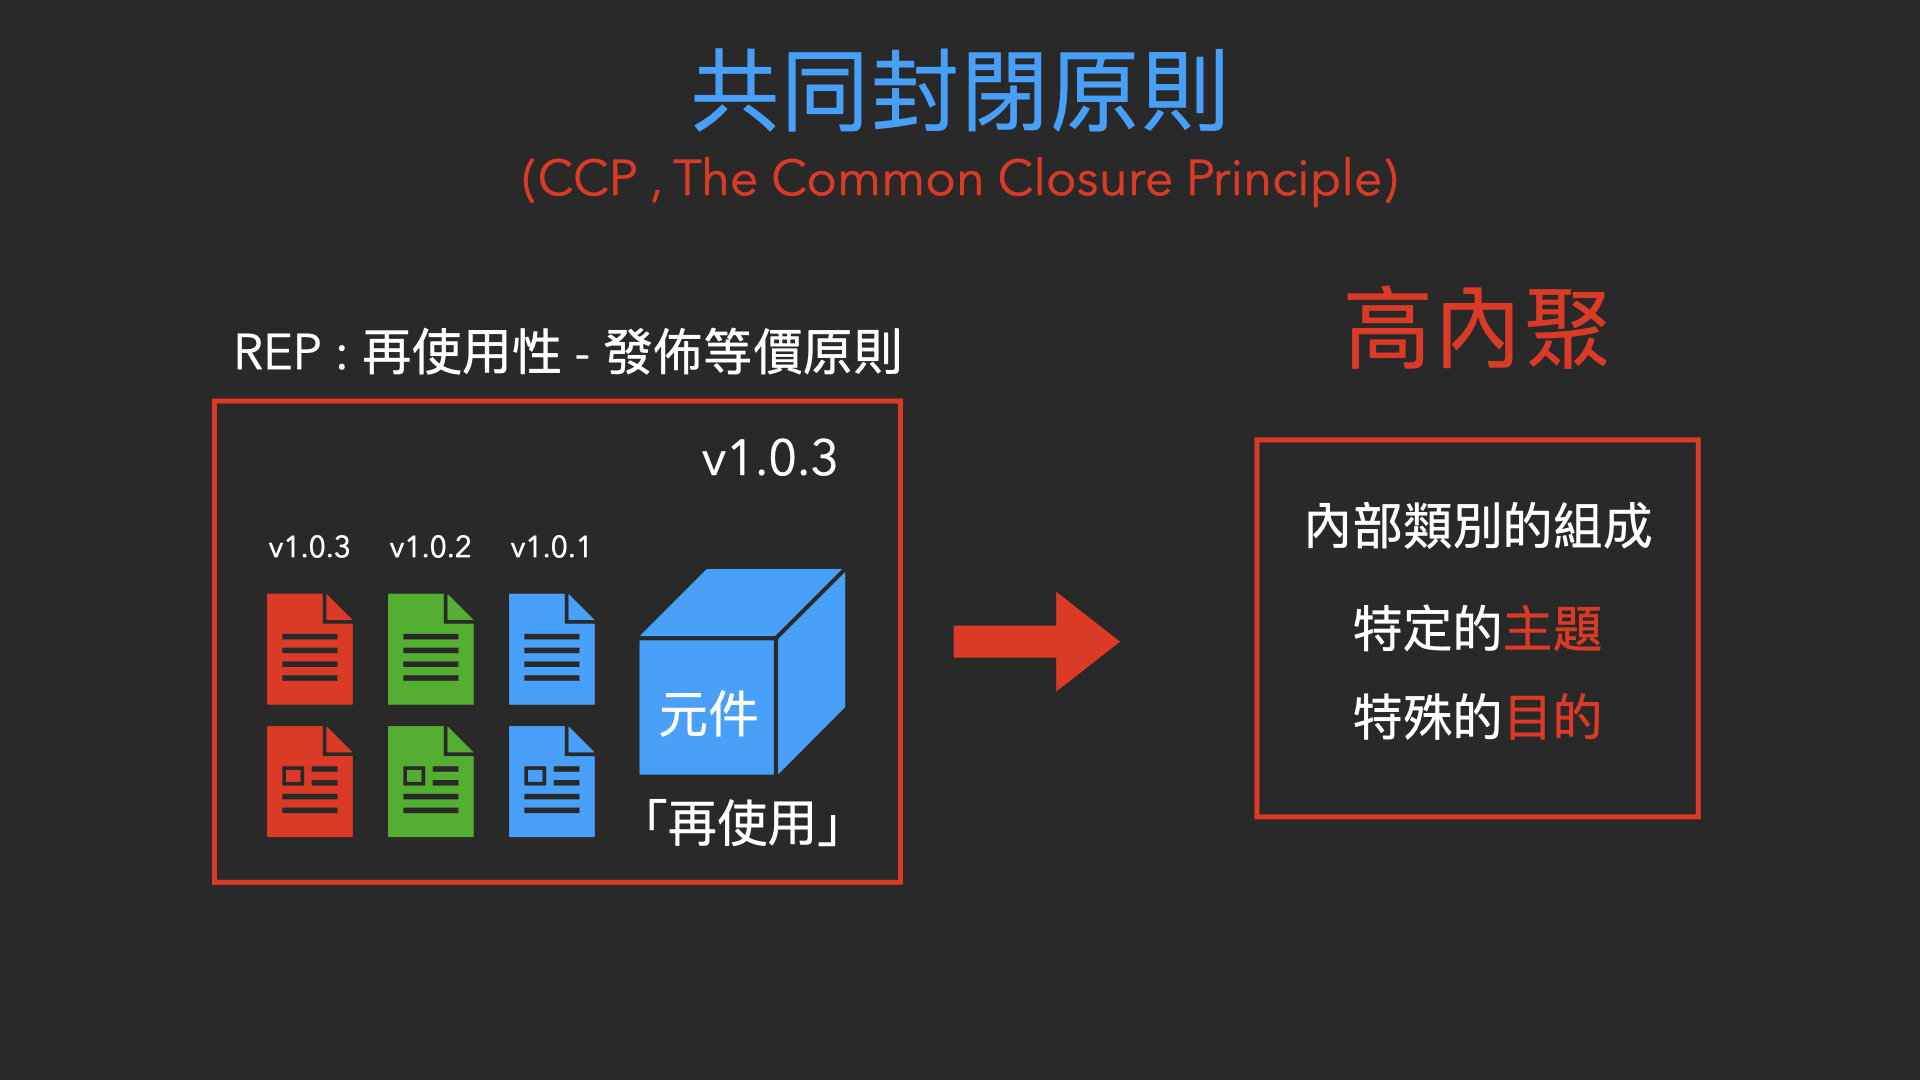 共同封閉原則
(CCP , The Common Closure Principle)
REP : 再使用性 - 發佈等價原則
v1.0.3
v1.0.3 v1.0.2 v1.0.1
元件
「再使用」
高內聚
內部類別的組成
特定的主題
特殊的目的